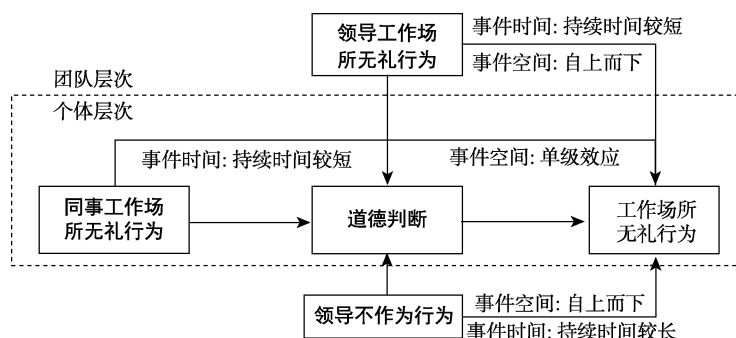 领导工作场
所无礼行为
事件时间: 持续时间较短
事件空间: 自上而下
团队层次
个体层次
事件时间: 持续时间较短
事件空间: 单级效应
同事工作场
所无礼行为
道德判断
工作场所
无礼行为
领导不作为行为
事件空间: 自上而下
事件时间: 持续时间较长